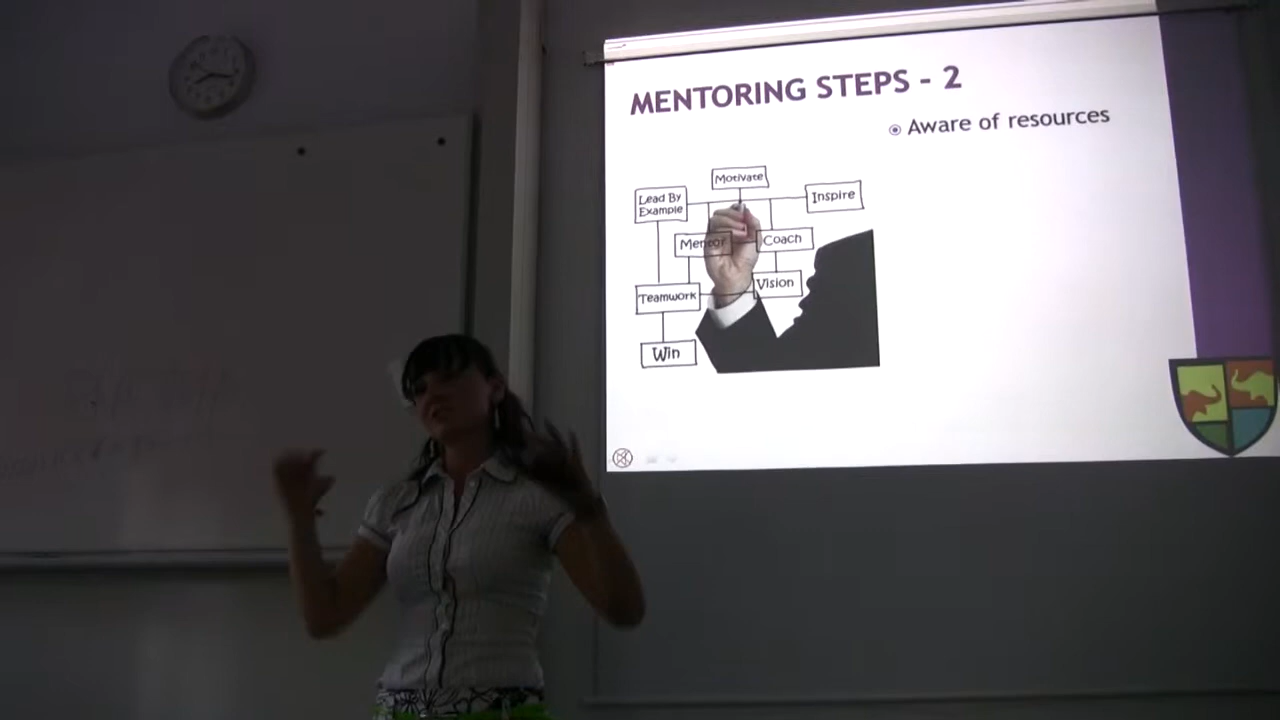 MENTORING STEPS - 2
Aware of resources
Motivate
Lead By
Example
Inspire
Mentor
Coach
Vision
Teamwork
Win